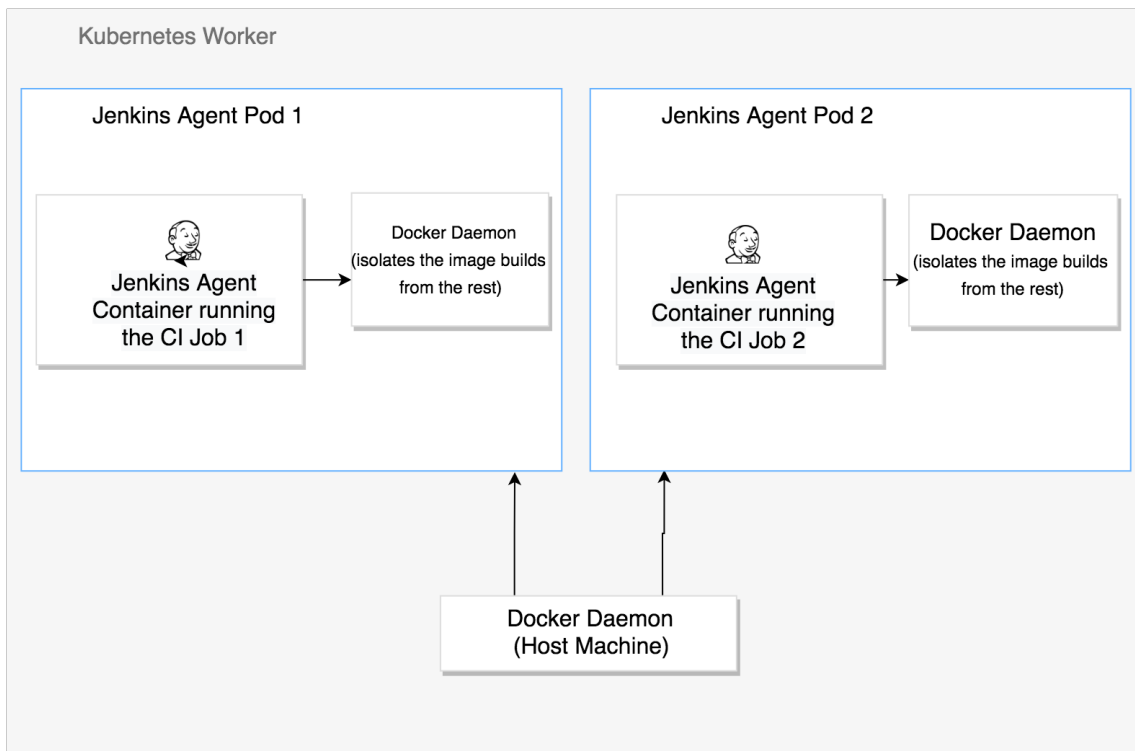 Kubernetes Worker
Jenkins Agent Pod 1
Jenkins Agent
Container running
the CI Job 1
Docker Daemon
(isolates the image builds
from the rest)
Jenkins Agent Pod 2
Jenkins Agent
Container running
the CI Job 2
Docker Daemon
(isolates the image builds
from the rest)
Docker Daemon
(Host Machine)